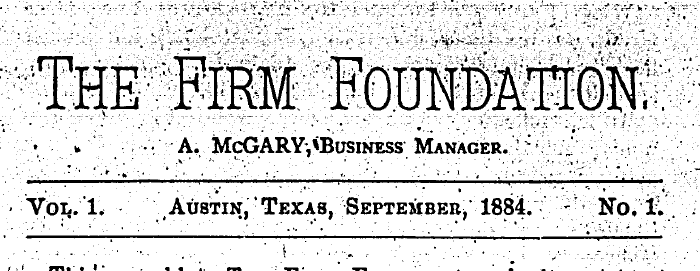 THE FIRM FOUNDATION.
A. MCGARY, BUSINESS MANAGER.
VOL. 1. AUSTIN, TEXAS, SEPTEMBER, 1884. NO. 1.